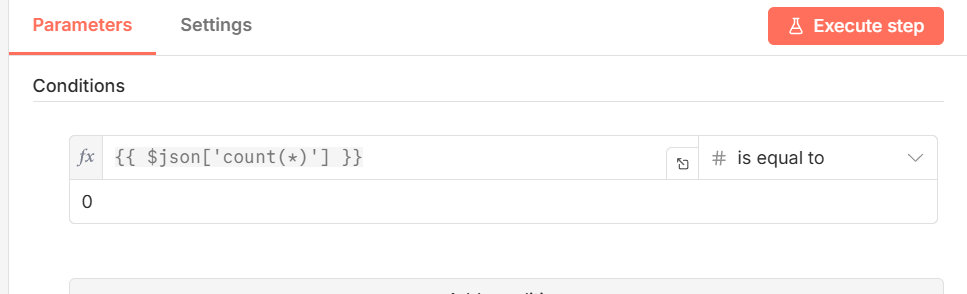 Parameters Settings Execute step
Conditions
fx {{ $json['count(*)'] }} # is equal to
0